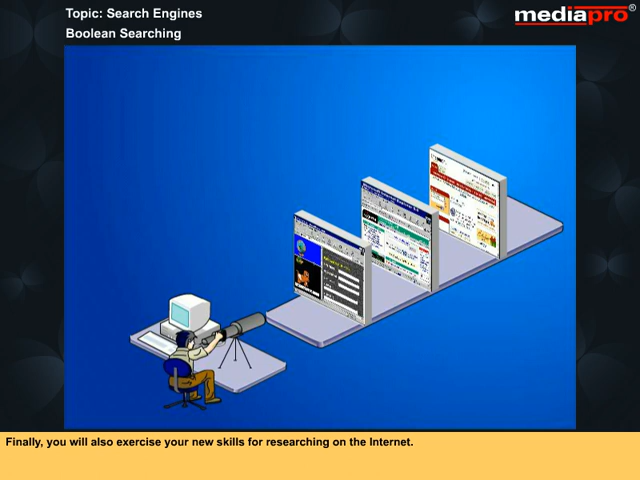 Topic: Search Engines
Boolean Searching
mediapro®
Finally, you will also exercise your new skills for researching on the Internet.